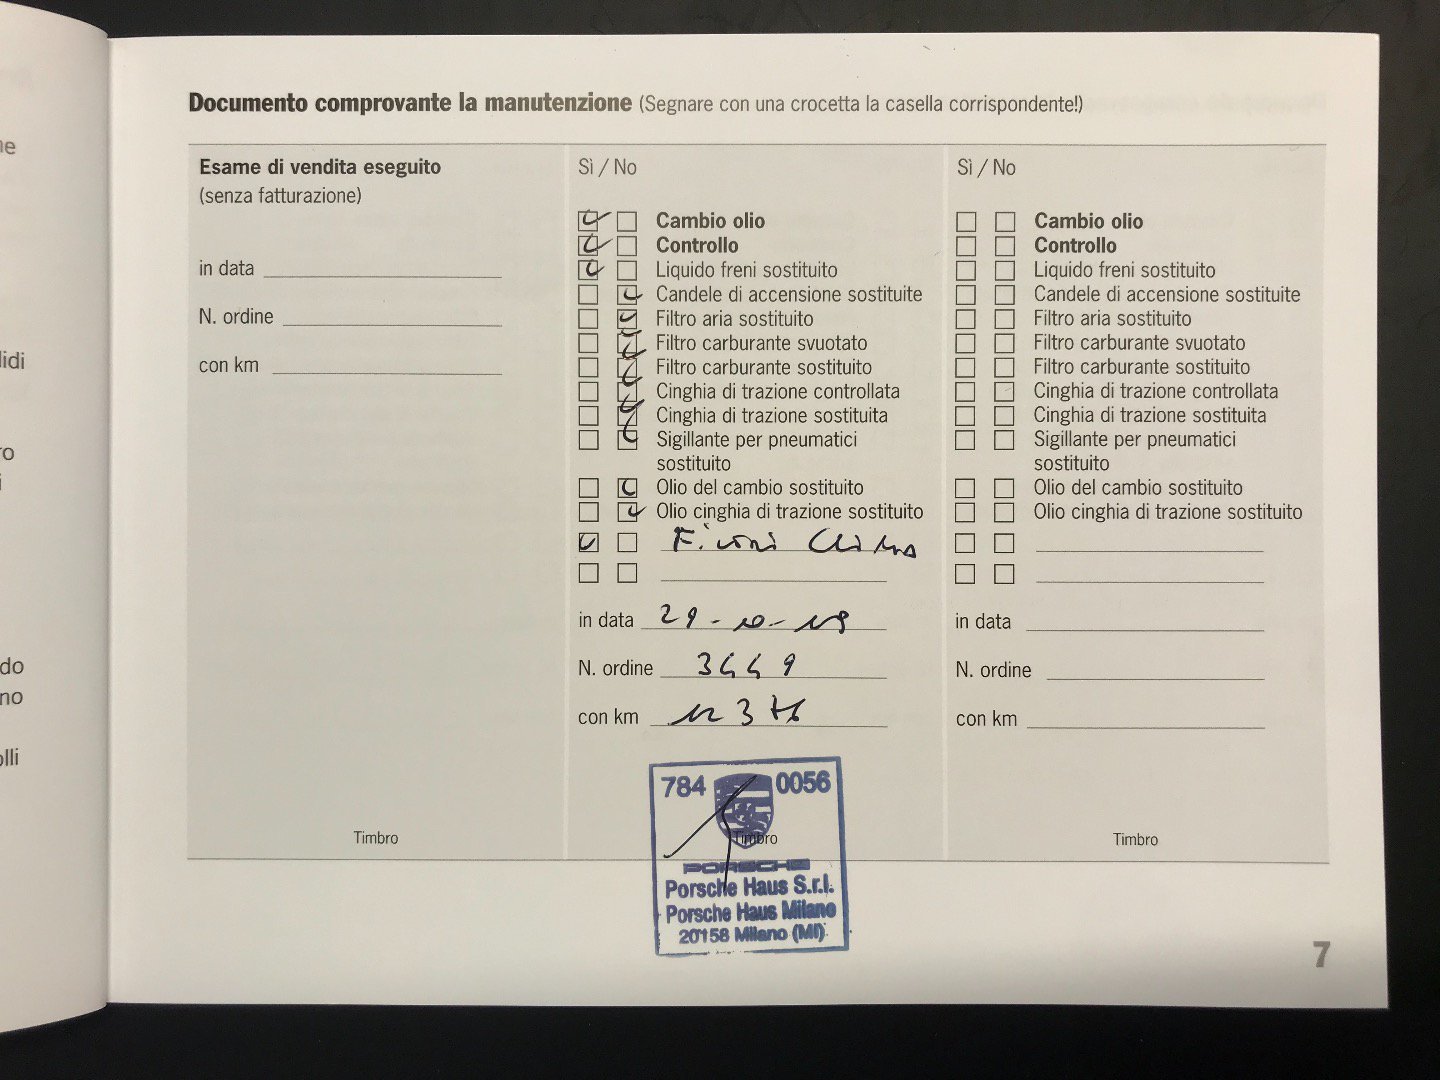 Documento comprovante la manutenzione (Segnare con una crocetta la casella corrispondente!)
Esame di vendita eseguito
(senza fatturazione)
in data
N. ordine
con km
Timbro
Sì / No
Cambio olio
Controllo
Liquido freni sostituito
Candele di accensione sostituite
Filtro aria sostituito
Filtro carburante svuotato
Filtro carburante sostituito
Cinghia di trazione controllata
Cinghia di trazione sostituita
Sigillante per pneumatici
sostituito
Olio del cambio sostituito
Olio cinghia di trazione sostituito
in data 29-10-19
N. ordine 3449
con km 12376
784 0056
Timbro
PORSCHE
Porsche Haus S.r.l.
Porsche Haus Milano
20158 Milano (MI)
Sì / No
Cambio olio
Controllo
Liquido freni sostituito
Candele di accensione sostituite
Filtro aria sostituito
Filtro carburante svuotato
Filtro carburante sostituito
Cinghia di trazione controllata
Cinghia di trazione sostituita
Sigillante per pneumatici
sostituito
Olio del cambio sostituito
Olio cinghia di trazione sostituito
in data
N. ordine
con km
Timbro
7